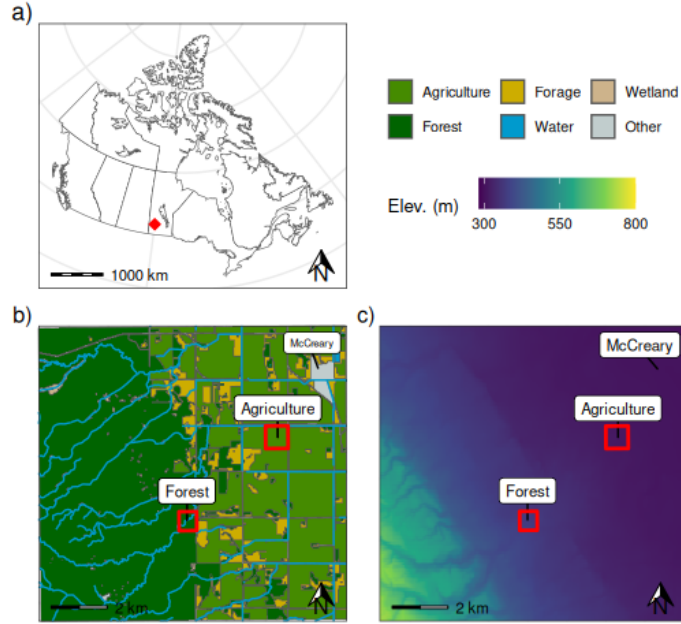 a)
Agriculture
Forage
Wetland
Forest
Water
Other
Elev. (m)
300
550
800
1000 km
N
b)
McCreary
Agriculture
Forest
2 km
N
c)
McCreary
Agriculture
Forest
2 km
N